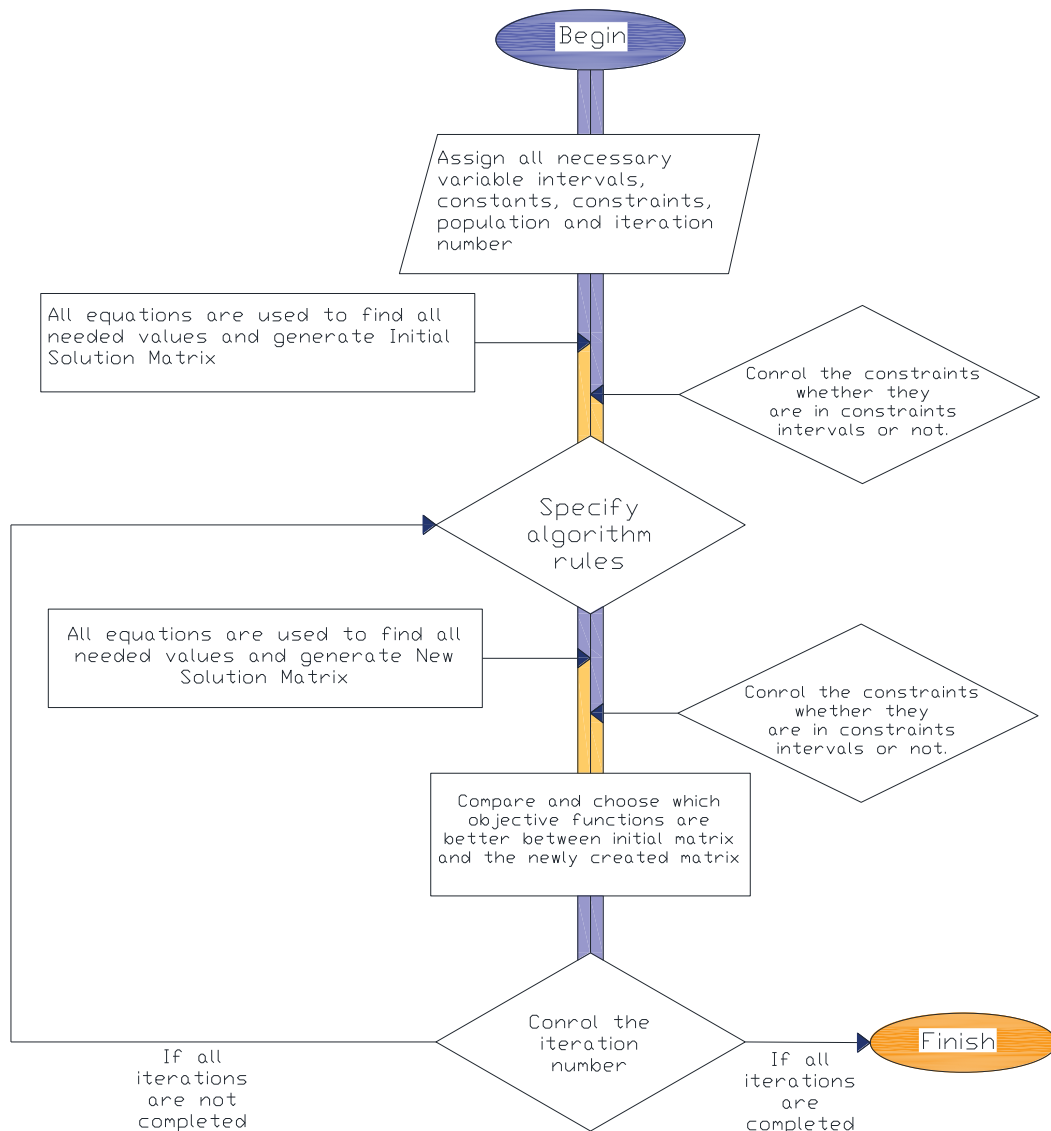 Begin
Assign all necessary
variable intervals,
constants, constraints,
population and iteration
number
All equations are used to find all
needed values and generate Initial
Solution Matrix
Conrol the constraints
whether they
are in constraints
intervals or not.
Specify
algorithm
rules
All equations are used to find all
needed values and generate New
Solution Matrix
Conrol the constraints
whether they
are in constraints
intervals or not.
Compare and choose which
objective functions are
better between initial matrix
and the newly created matrix
Conrol the
iteration
number
Finish
If all
iterations
are not
completed
If all
iterations
are
completed